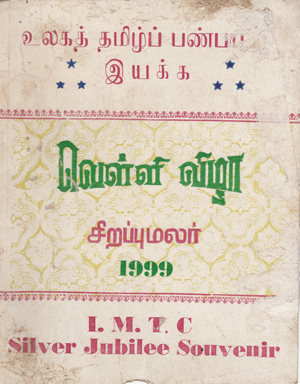 உலகத் தமிழ்ப் பண்பா
இயக்க
வெள்ளி விழா
சிறப்புமலர்
1999
I. M. T. C
Silver Jubilee Souvenir